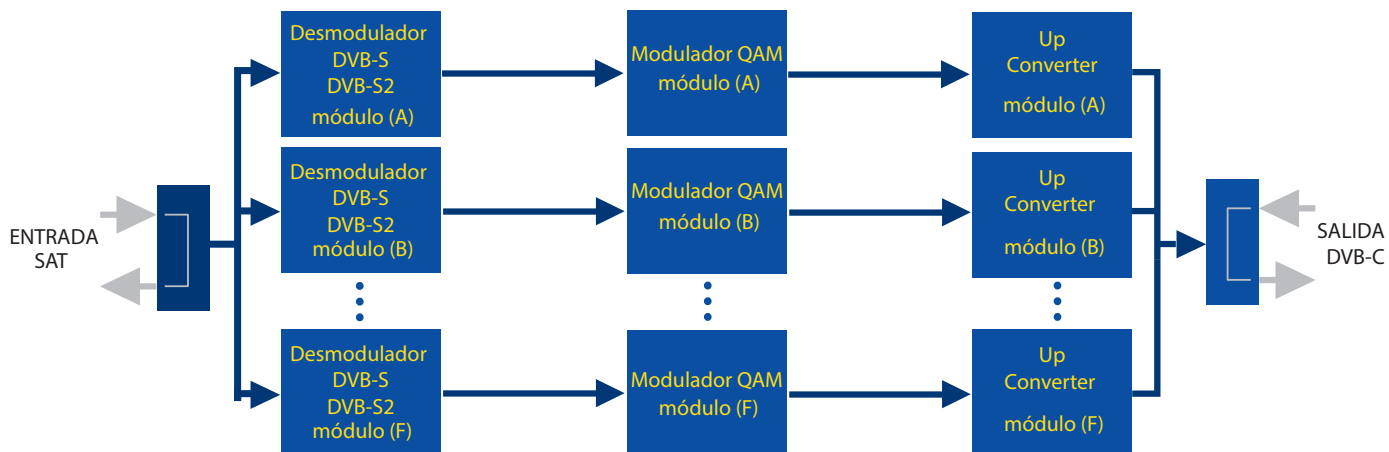 Desmodulador
DVB-S
DVB-S2
módulo (A)
Modulador QAM
módulo (A)
Up
Converter
módulo (A)
ENTRADA
SAT
Desmodulador
DVB-S
DVB-S2
módulo (B)
Modulador QAM
módulo (B)
Up
Converter
módulo (B)
SALIDA
DVB-C
Desmodulador
DVB-S
DVB-S2
módulo (F)
Modulador QAM
módulo (F)
Up
Converter
módulo (F)